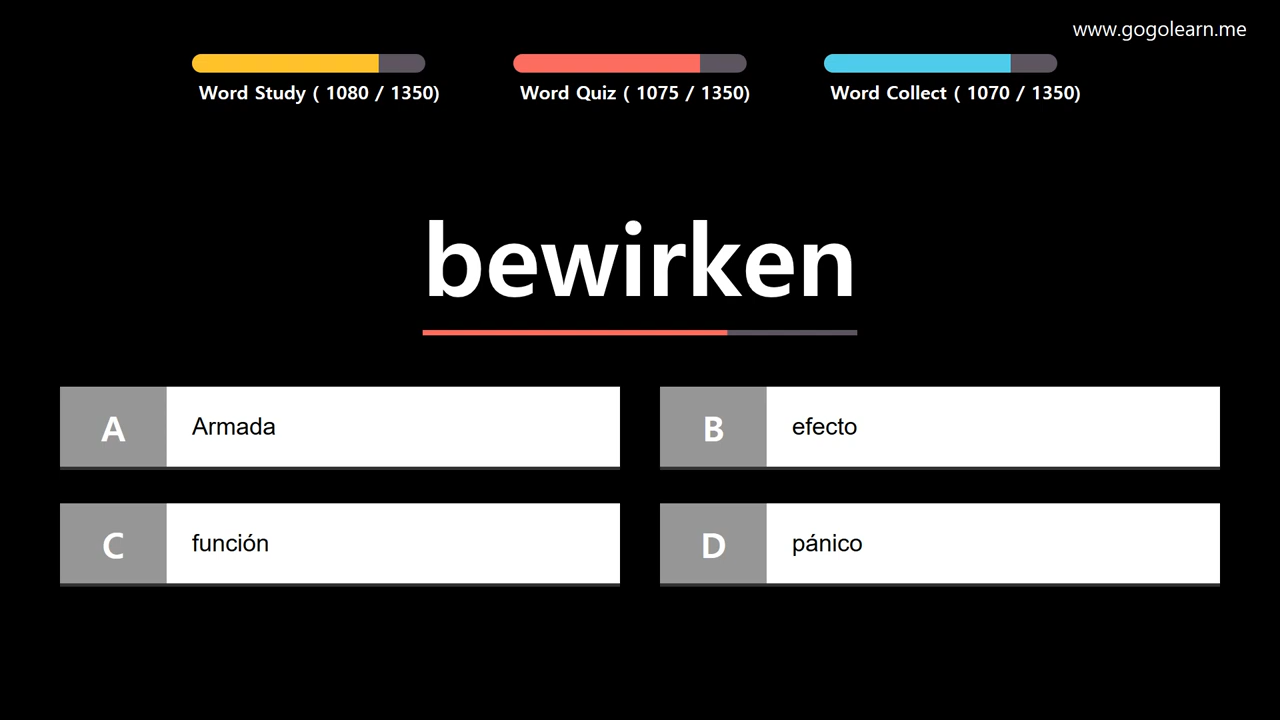 www.gogolearn.me
Word Study ( 1080 / 1350)
Word Quiz ( 1075 / 1350)
Word Collect ( 1070 / 1350)
bewirken
A Armada
B efecto
C función
D pánico